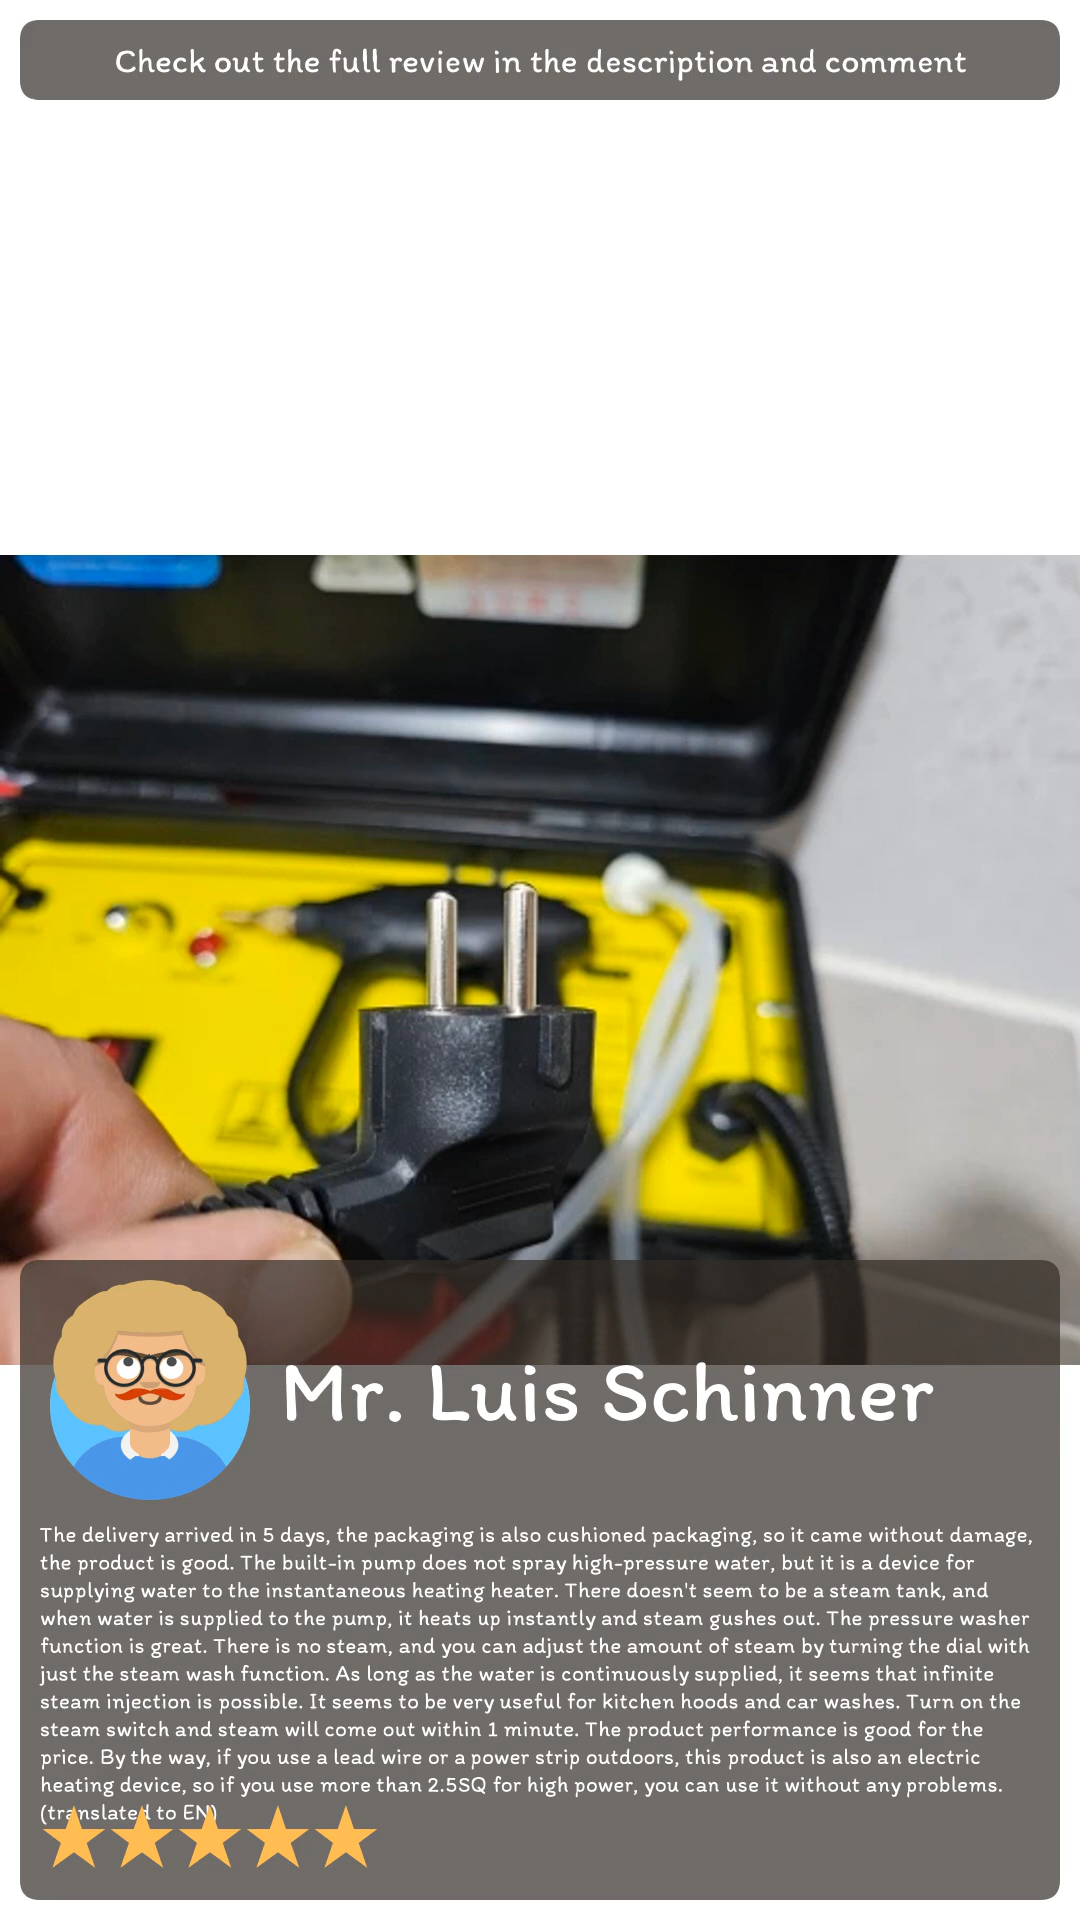 Check out the full review in the description and comment
Mr. Luis Schinner
The delivery arrived in 5 days, the packaging is also cushioned packaging, so it came without damage,
the product is good. The built-in pump does not spray high-pressure water, but it is a device for
supplying water to the instantaneous heating heater. There doesn't seem to be a steam tank, and
when water is supplied to the pump, it heats up instantly and steam gushes out. The pressure washer
function is great. There is no steam, and you can adjust the amount of steam by turning the dial with
just the steam wash function. As long as the water is continuously supplied, it seems that infinite
steam injection is possible. It seems to be very useful for kitchen hoods and car washes. Turn on the
steam switch and steam will come out within 1 minute. The product performance is good for the
price. By the way, if you use a lead wire or a power strip outdoors, this product is also an electric
heating device, so if you use more than 2.5SQ for high power, you can use it without any problems.
(translated to EN)